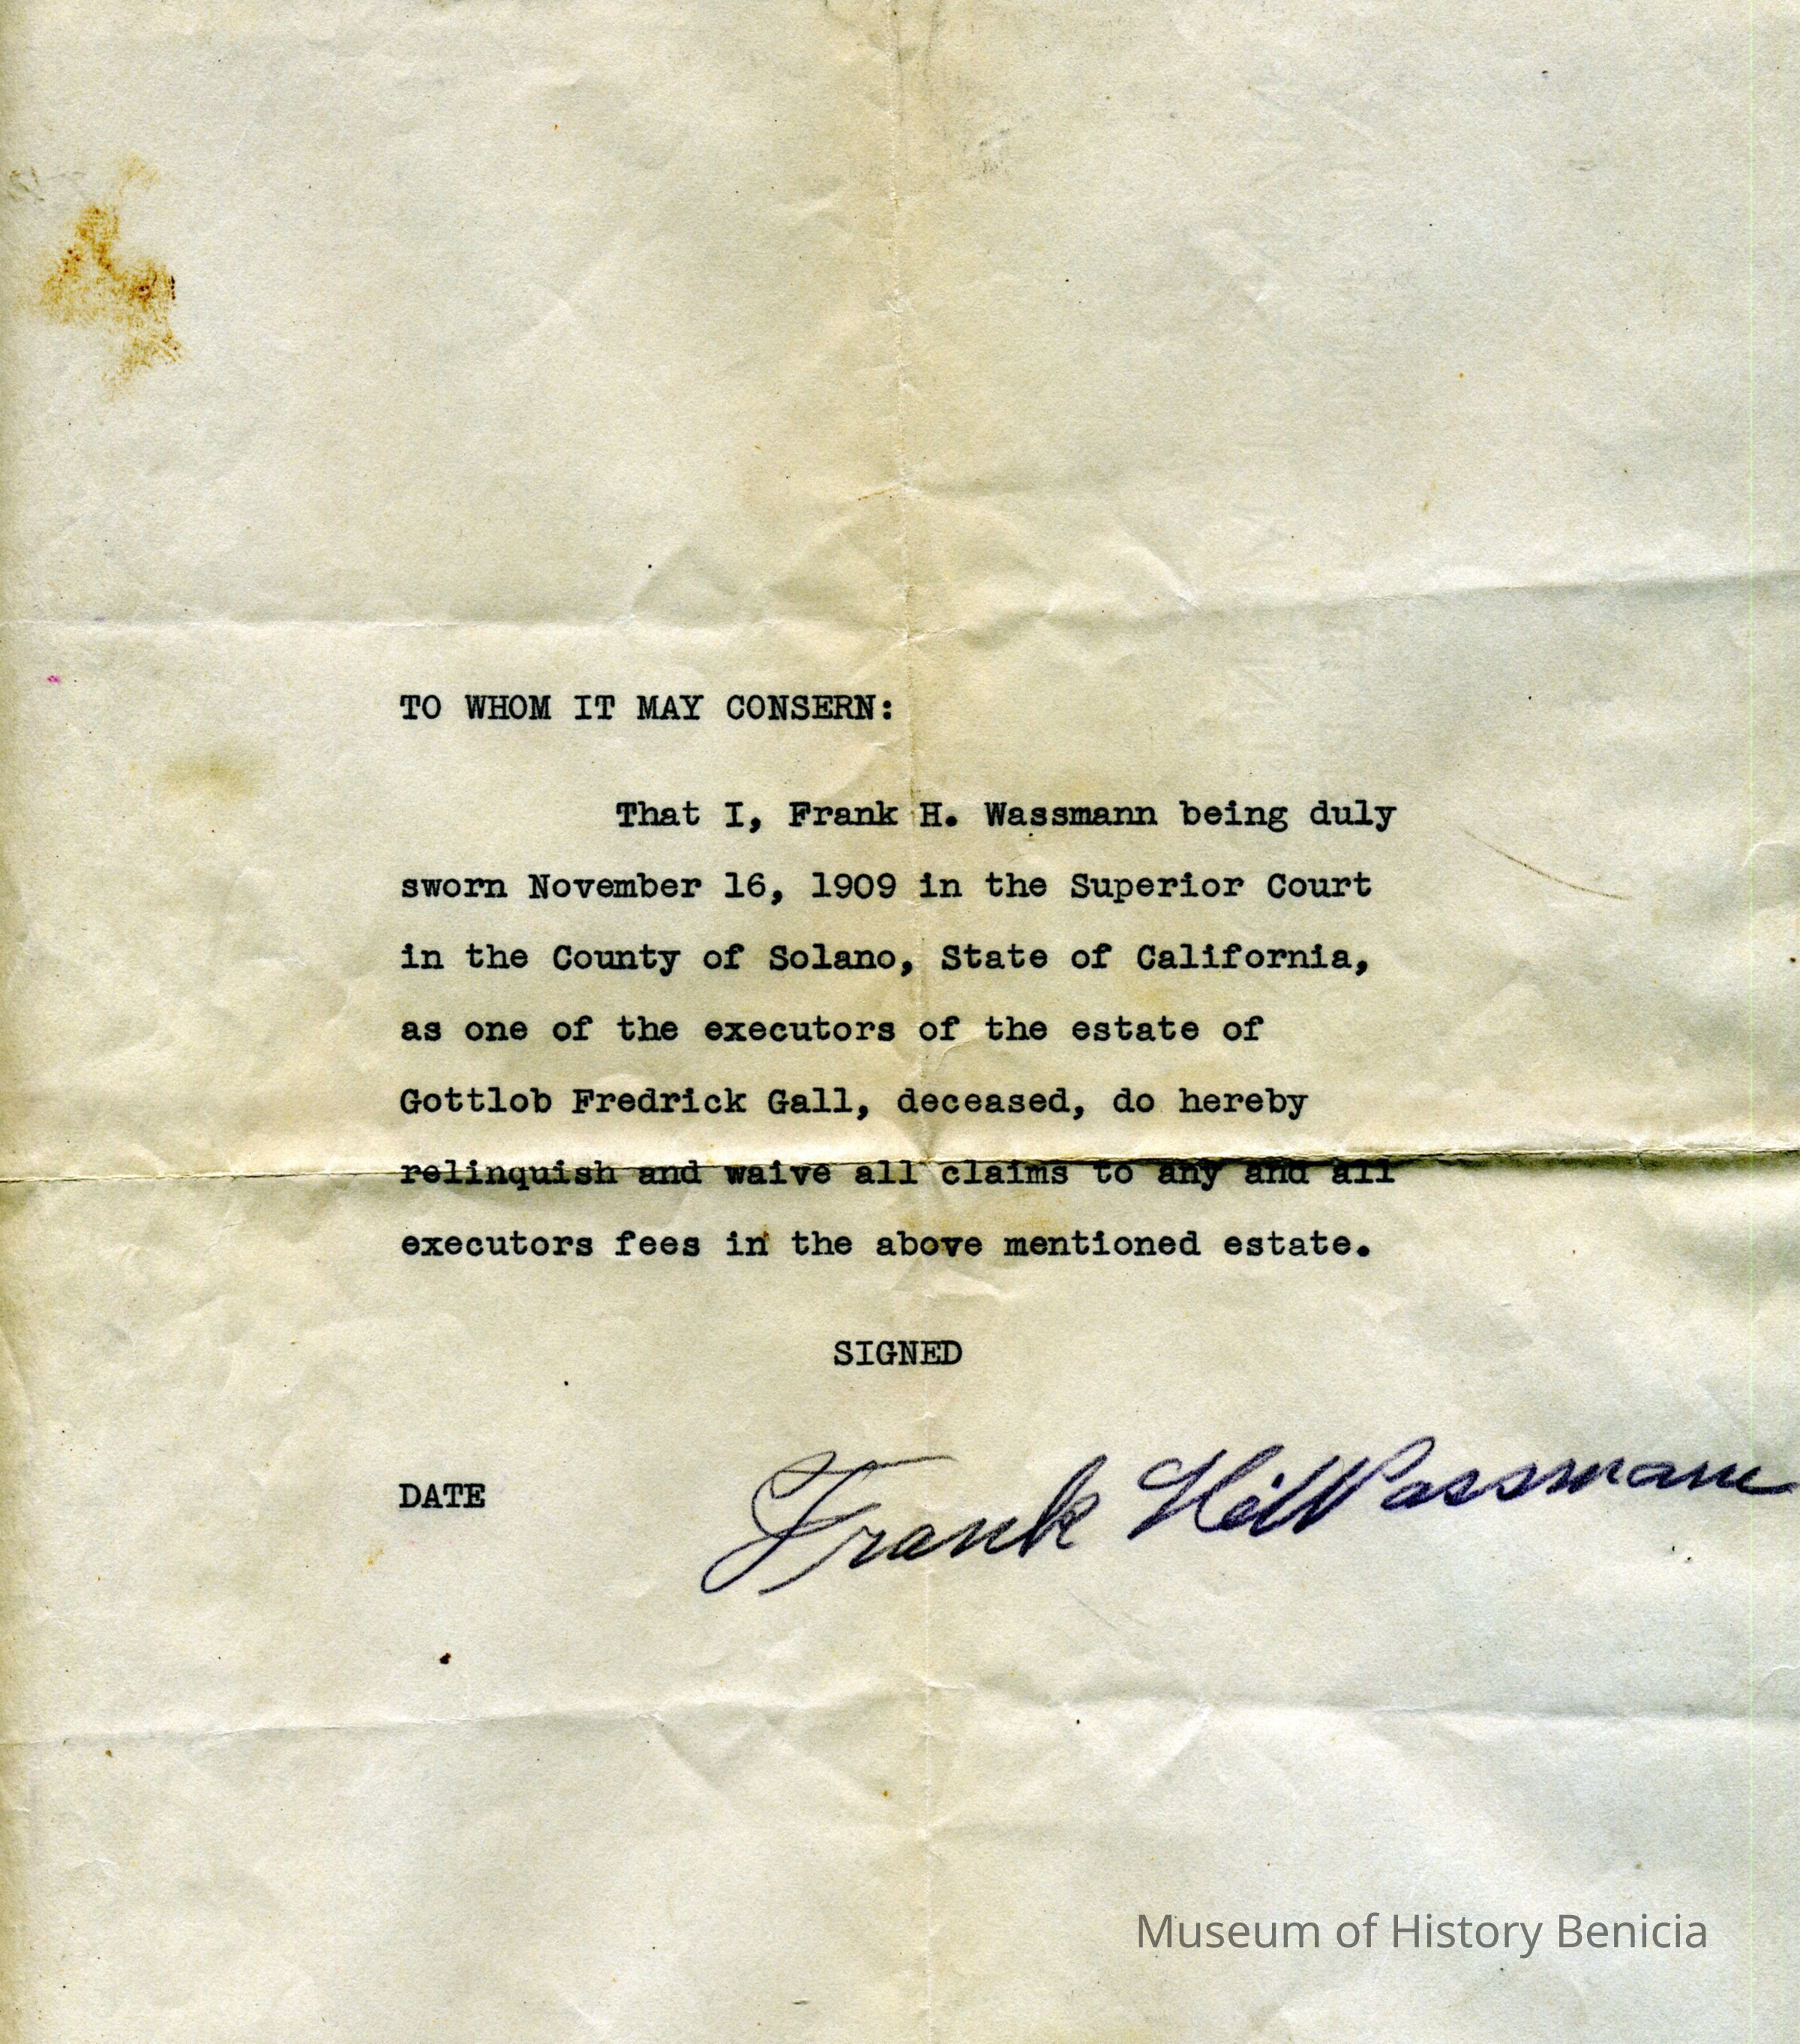 TO WHOM IT MAY CONSERN:
That I, Frank H. Wassmann being duly
sworn November 16, 1909 in the Superior Court
in the County of Solano, State of California,
as one of the executors of the estate of
Gottlob Fredrick Gall, deceased, do hereby
relinquish and waive all claims to any and all
executors fees in the above mentioned estate.
SIGNED
DATE
Frank H. Wassmann
Museum of History Benicia